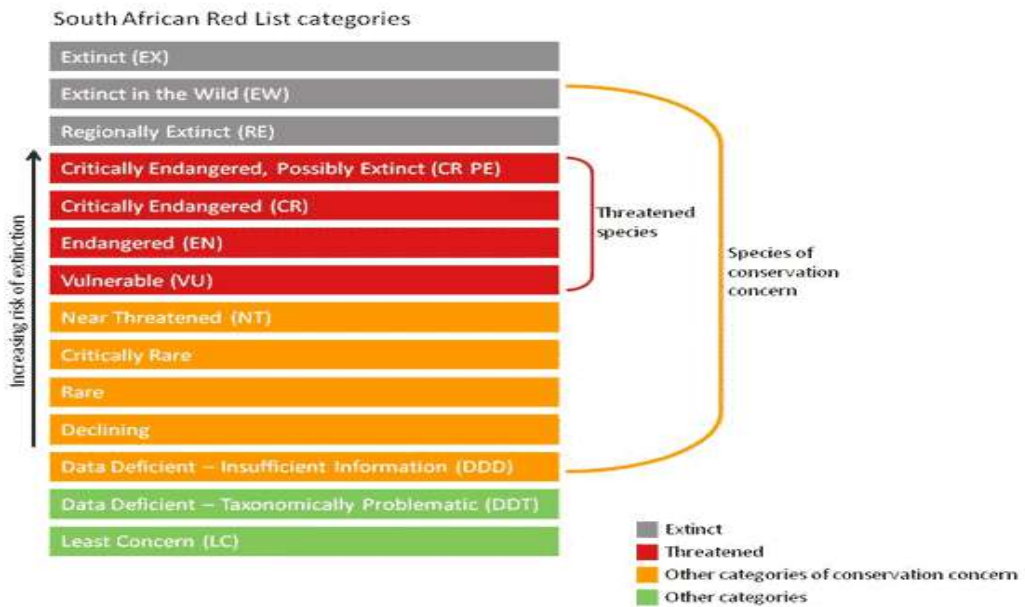 South African Red List categories
Extinct (EX)
Extinct in the Wild (EW)
Regionally Extinct (RE)
Critically Endangered, Possibly Extinct (CR PE)
Critically Endangered (CR)
Endangered (EN)
Vulnerable (VU)
Near Threatened (NT)
Critically Rare
Rare
Declining
Data Deficient – Insufficient Information (DDD)
Data Deficient – Taxonomically Problematic (DDT)
Least Concern (LC)
Increasing risk of extinction
Threatened
species
Species of
conservation
concern
Extinct
Threatened
Other categories of conservation concern
Other categories